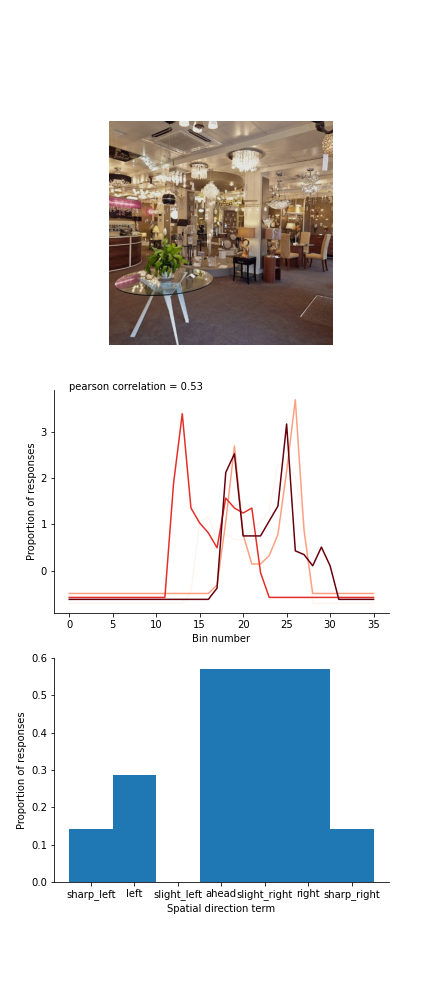 pearson correlation = 0.53
Proportion of responses
3
2
1
0
0 5 10 15 20 25 30 35
Bin number
Proportion of responses
0.6
0.5
0.4
0.3
0.2
0.1
0.0
sharp_left left slight_left ahead slight_right right sharp_right
Spatial direction term